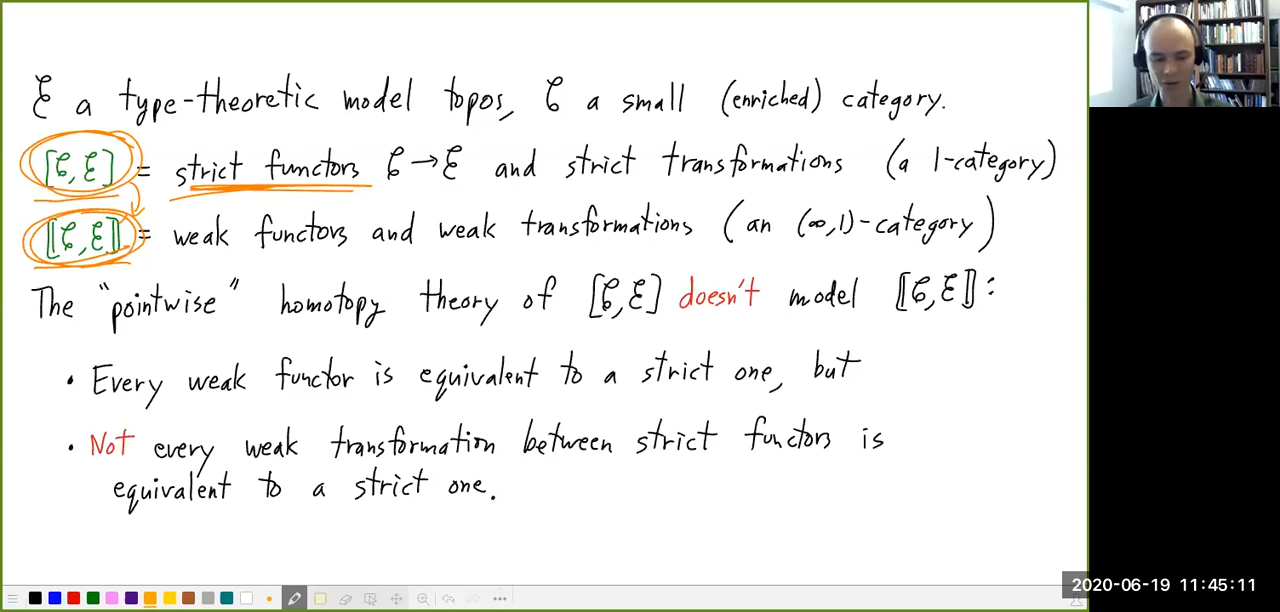 ℰ a type-theoretic model topos, 𝒞 a small (enriched) category.
[𝒞,ℰ] = strict functors 𝒞→ℰ and strict transformations (a 1-category)
⟦𝒞,ℰ⟧ = weak functors and weak transformations (an (∞,1)-category)
The "pointwise" homotopy theory of [𝒞,ℰ] doesn't model ⟦𝒞,ℰ⟧:
• Every weak functor is equivalent to a strict one, but
• Not every weak transformation between strict functors is
equivalent to a strict one.
2020-06-19 11:45:11